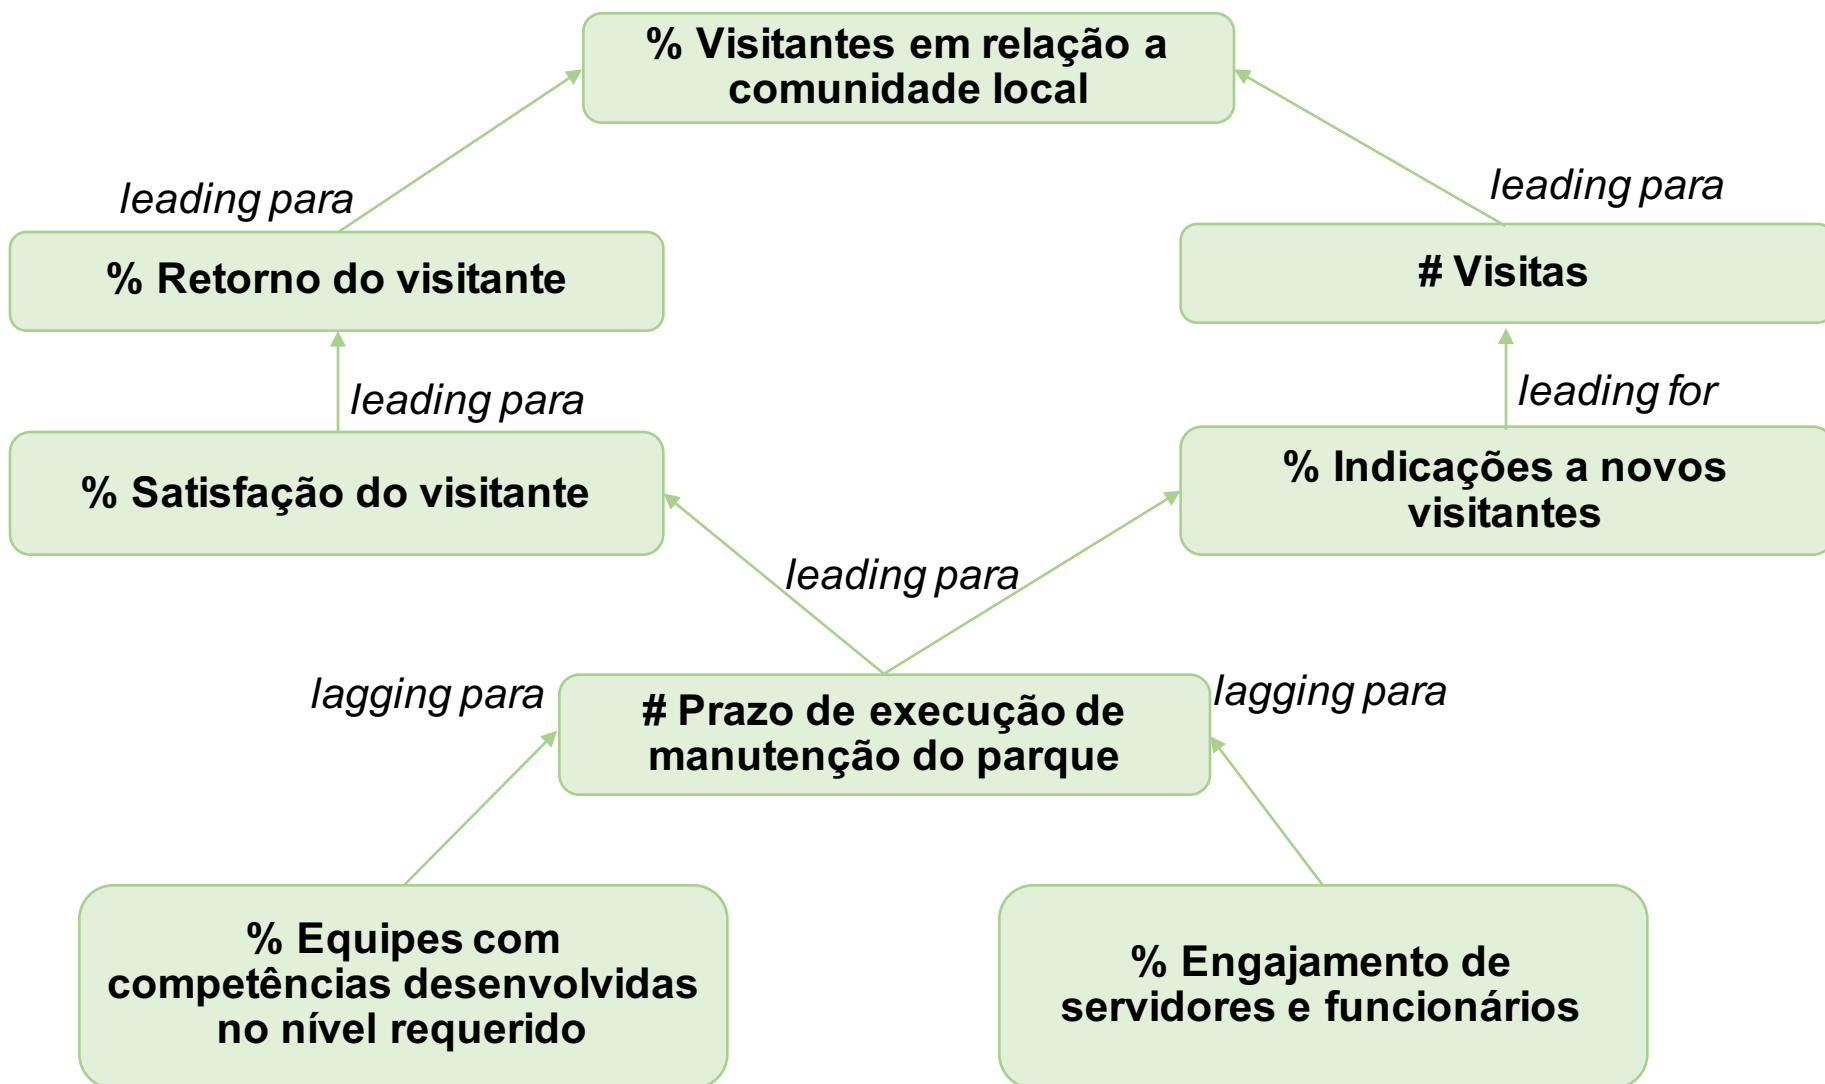 % Visitantes em relação a
comunidade local
leading para
leading para
% Retorno do visitante
# Visitas
leading para
leading for
% Satisfação do visitante
% Indicações a novos
visitantes
leading para
lagging para
lagging para
# Prazo de execução de
manutenção do parque
% Equipes com
competências desenvolvidas
no nível requerido
% Engajamento de
servidores e funcionários